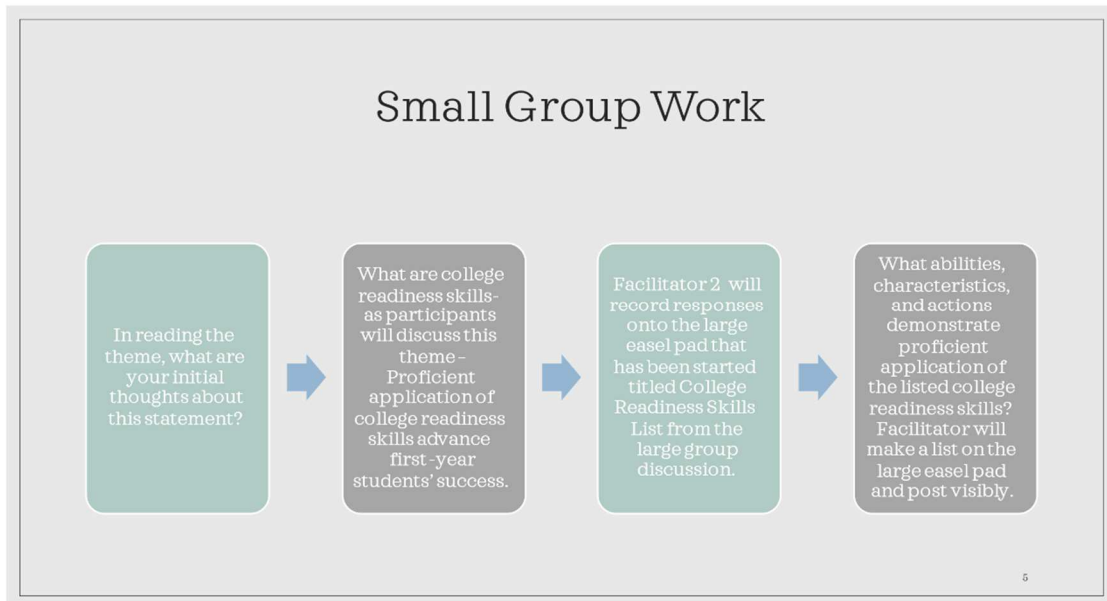 Small Group Work
In reading the
theme, what are
your initial
thoughts about
this statement?
What are college
readiness skills-
as participants
will discuss this
theme –
Proficient
application of
college readiness
skills advance
first-year
students' success.
Facilitator 2 will
record responses
onto the large
easel pad that
has been started
titled College
Readiness Skills
List from the
large group
discussion.
What abilities,
characteristics,
and actions
demonstrate
proficient
application of
the listed college
readiness skills?
Facilitator will
make a list on the
large easel pad
and post visibly.
5